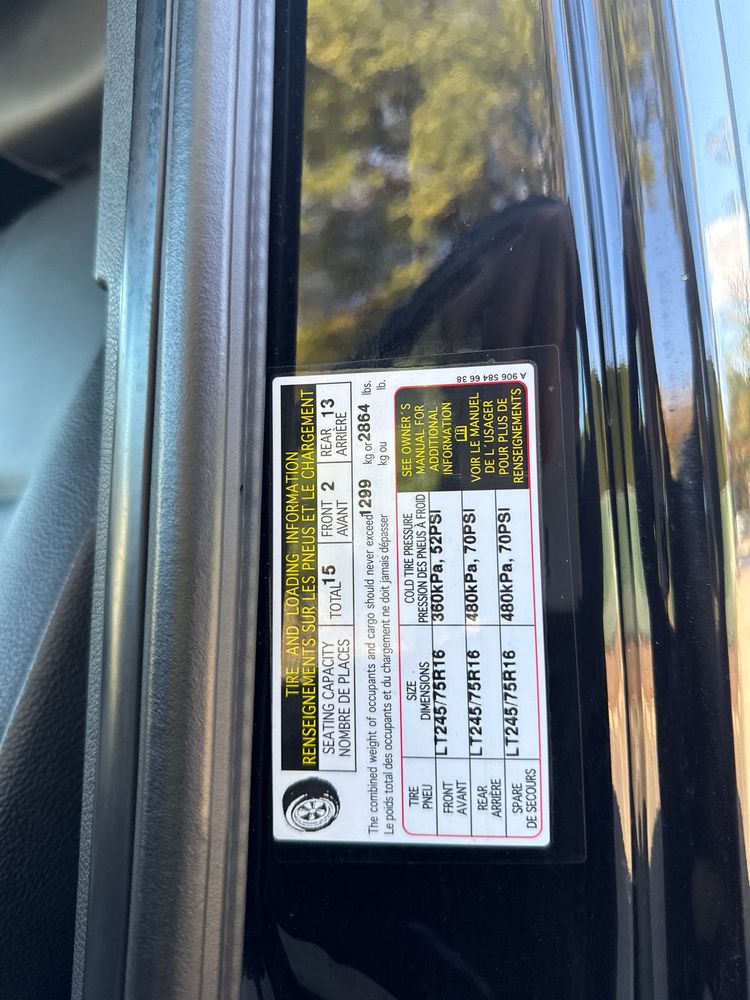 TIRE AND LOADING INFORMATION
RENSEIGNEMENTS SUR LES PNEUS ET LE CHARGEMENT
SEATING CAPACITY
NOMBRE DE PLACES
TOTAL 15
FRONT 2
AVANT
REAR 13
ARRIÈRE
The combined weight of occupants and cargo should never exceed 1299 kg or 2864 lbs.
Le poids total des occupants et du chargement ne doit jamais dépasser kg ou lb.
TIRE
PNEU
SIZE
DIMENSIONS
COLD TIRE PRESSURE
PRESSION DES PNEUS À FROID
FRONT
AVANT
LT245/75R16
360kPa, 52PSI
REAR
ARRIÈRE
LT245/75R16
480kPa, 70PSI
SPARE
DE SECOURS
LT245/75R16
480kPa, 70PSI
SEE OWNER'S
MANUAL FOR
ADDITIONAL
INFORMATION
VOIR LE MANUEL
DE L'USAGER
POUR PLUS DE
RENSEIGNEMENTS
A 906 584 66 38